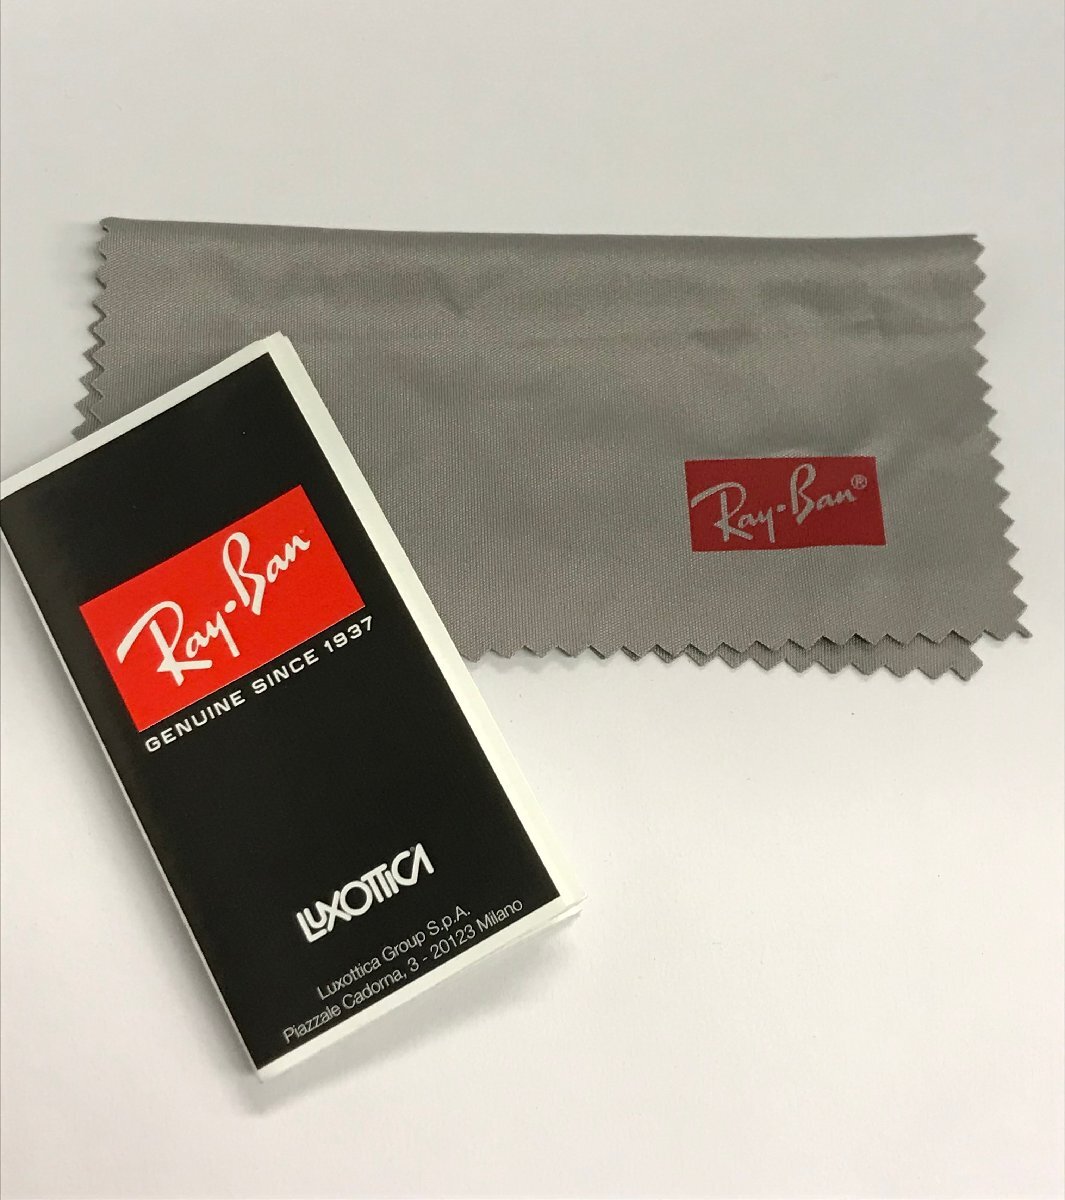 Ray-Ban®
Ray-Ban
GENUINE SINCE 1937
LUXOTTICA
Luxottica Group S.p.A.
Piazzale Cadorna, 3 - 20123 Milano